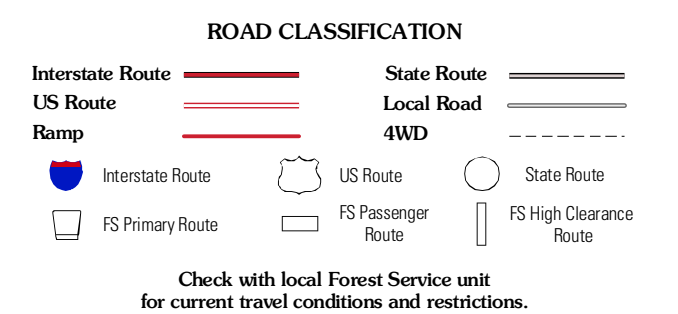 ROAD CLASSIFICATION
Interstate Route
State Route
US Route
Local Road
Ramp
4WD
Interstate Route
US Route
State Route
FS Primary Route
FS Passenger
Route
FS High Clearance
Route
Check with local Forest Service unit
for current travel conditions and restrictions.